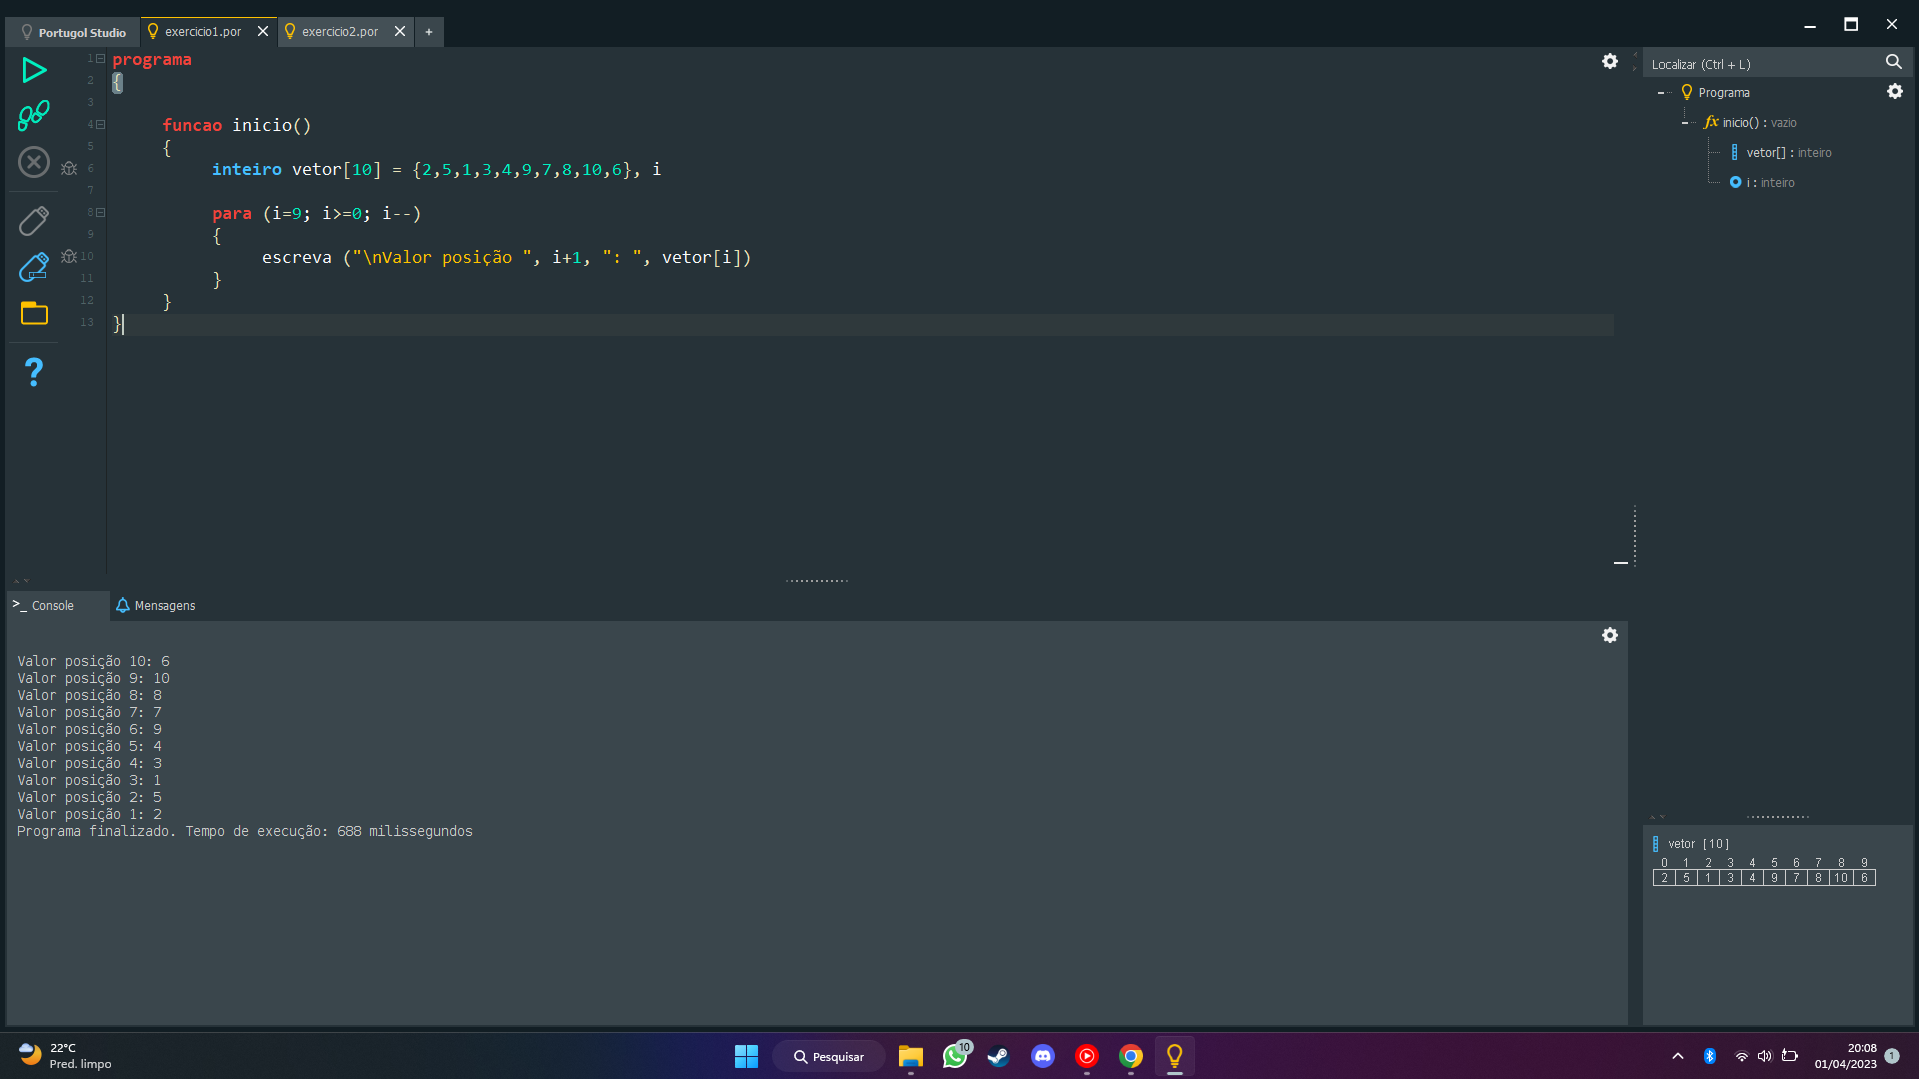 Portugol Studio
exercicio1.por
exercicio2.por
+
1 programa
2 {
3
4 funcao inicio()
5 {
6 inteiro vetor[10] = {2,5,1,3,4,9,7,8,10,6}, i
7
8 para (i=9; i>=0; i--)
9 {
10 escreva ("\nValor posição ", i+1, ": ", vetor[i])
11 }
12 }
13 }
Localizar (Ctrl + L)
Programa
fx inicio() : vazio
vetor[] : inteiro
i : inteiro
>_ Console
Mensagens
Valor posição 10: 6
Valor posição 9: 10
Valor posição 8: 8
Valor posição 7: 7
Valor posição 6: 9
Valor posição 5: 4
Valor posição 4: 3
Valor posição 3: 1
Valor posição 2: 5
Valor posição 1: 2
Programa finalizado. Tempo de execução: 688 milissegundos
vetor [10]
0 1 2 3 4 5 6 7 8 9
2 5 1 3 4 9 7 8 10 6
22°C
Pred. limpo
Pesquisar
10
20:08
01/04/2023
1